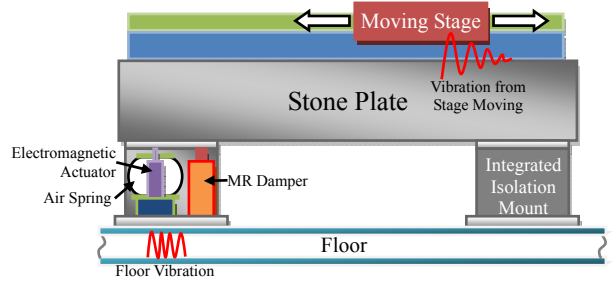 Moving Stage
Vibration from
Stage Moving
Stone Plate
Electromagnetic
Actuator
Air Spring
MR Damper
Integrated
Isolation
Mount
Floor
Floor Vibration